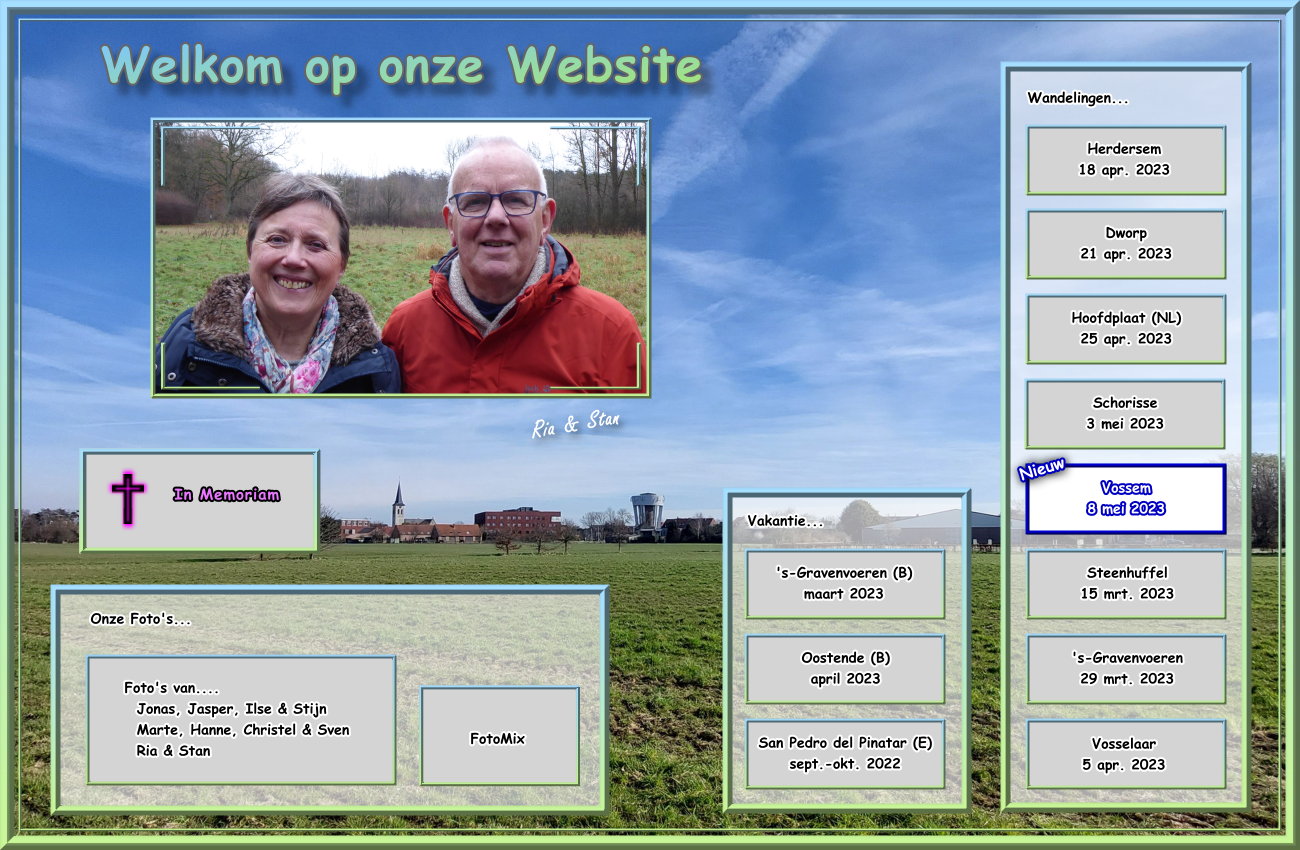 Welkom op onze Website
Ria & Stan
In Memoriam
Onze Foto's...
Foto's van....
Jonas, Jasper, Ilse & Stijn
Marte, Hanne, Christel & Sven
Ria & Stan
FotoMix
Vakantie...
's-Gravenvoeren (B)
maart 2023
Oostende (B)
april 2023
San Pedro del Pinatar (E)
sept.-okt. 2022
Wandelingen...
Herdersem
18 apr. 2023
Dworp
21 apr. 2023
Hoofdplaat (NL)
25 apr. 2023
Schorisse
3 mei 2023
Nieuw
Vossem
8 mei 2023
Steenhuffel
15 mrt. 2023
's-Gravenvoeren
29 mrt. 2023
Vosselaar
5 apr. 2023